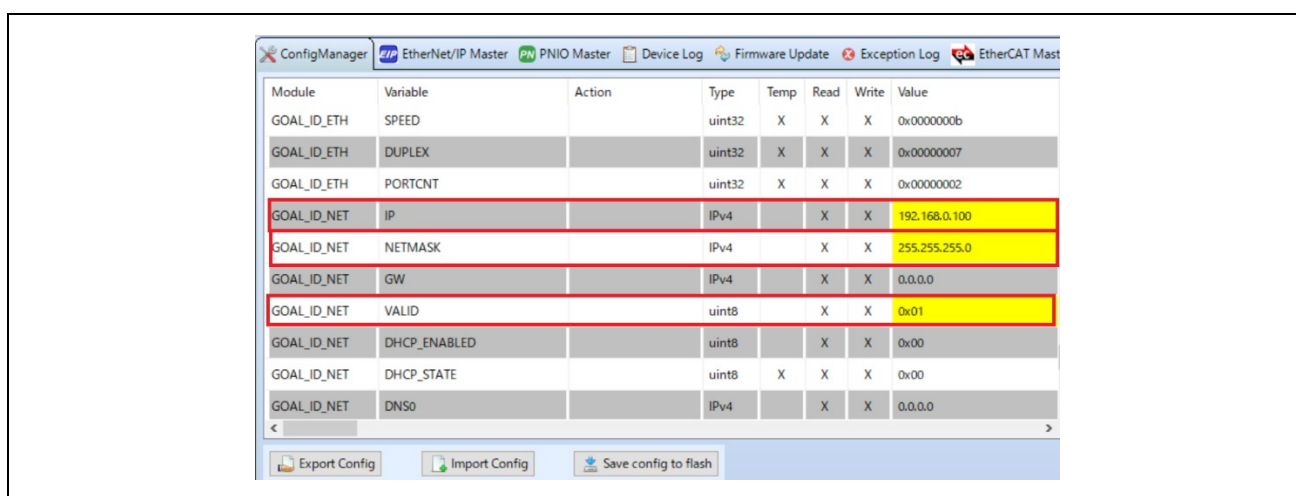 ConfigManager EIP EtherNet/IP Master PN PNIO Master Device Log Firmware Update Exception Log EtherCAT Mast
Module Variable Action Type Temp Read Write Value
GOAL_ID_ETH SPEED uint32 X X X 0x0000000b
GOAL_ID_ETH DUPLEX uint32 X X X 0x00000007
GOAL_ID_ETH PORTCNT uint32 X X X 0x00000002
GOAL_ID_NET IP IPv4 X X 192.168.0.100
GOAL_ID_NET NETMASK IPv4 X X 255.255.255.0
GOAL_ID_NET GW IPv4 X X 0.0.0.0
GOAL_ID_NET VALID uint8 X X 0x01
GOAL_ID_NET DHCP_ENABLED uint8 X X 0x00
GOAL_ID_NET DHCP_STATE uint8 X X X 0x00
GOAL_ID_NET DNS0 IPv4 X X 0.0.0.0
Export Config Import Config Save config to flash